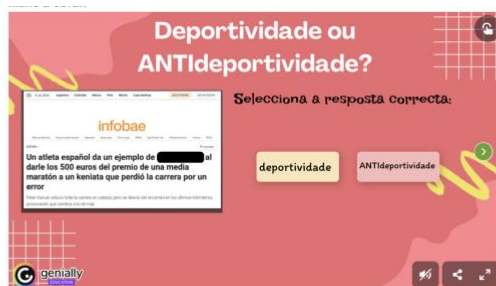 Deportividade ou
ANTIdeportividade?
Selecciona a resposta correcta:
infobae
Un atleta español da un ejemplo de al
darle los 500 euros del premio de una media
maratón a un keniata que perdió la carrera por un
error
deportividade
ANTIdeportividade
genially
EDUCATION